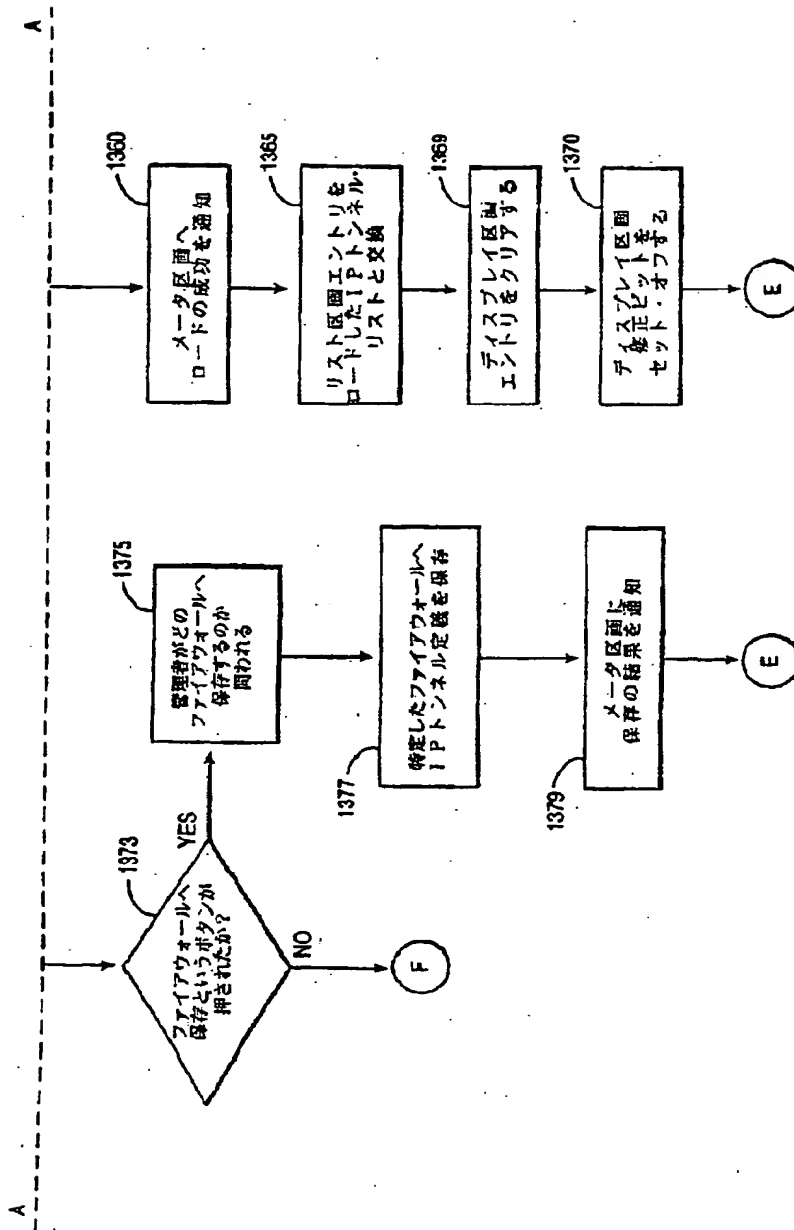 A
A
1373
ファイアウォールへ
保存というボタンが
押されたか?
YES
NO
F
1375
管理者がどの
ファイアウォールへ
保存するのか
問われる
1377
特定したファイアウォールへ
IPトンネル定義を保存
1379
メータ区画に
保存の結果を通知
E
1360
メータ区画へ
ロードの成功を通知
1365
リスト区画エントリを
ロードしたIPトンネル・
リストと交換
1369
ディスプレイ区画
エントリをクリアする
1370
ディスプレイ区画
修正ビットを
セット・オフする
E